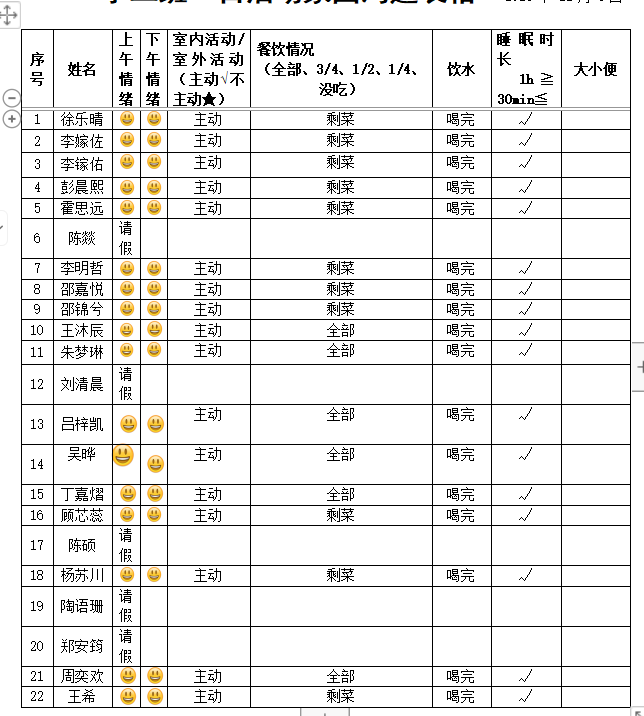 序号 姓名 上午情绪 下午情绪 室内活动/室外活动（主动√不主动★） 餐饮情况（全部、3/4、1/2、1/4、没吃） 饮水 睡眠时长 1h ≧ 30min≦ 大小便
1 徐乐晴 😃 😃 主动 剩菜 喝完 √
2 李嫁佐 😃 😃 主动 剩菜 喝完 √
3 李镓佑 😃 😃 主动 剩菜 喝完 √
4 彭晨熙 😃 😃 主动 剩菜 喝完 √
5 霍思远 😃 😃 主动 剩菜 喝完 √
6 陈燚 请假
7 李明哲 😃 😃 主动 剩菜 喝完 √
8 邵嘉悦 😃 😃 主动 剩菜 喝完 √
9 邵锦兮 😃 😃 主动 剩菜 喝完 √
10 王沐辰 😃 😃 主动 全部 喝完 √
11 朱梦琳 😃 😃 主动 全部 喝完 √
12 刘清晨 请假
13 吕梓凯 😃 😃 主动 全部 喝完 √
14 吴晔 😃 😃 主动 全部 喝完 √
15 丁嘉熠 😃 😃 主动 全部 喝完 √
16 顾芯蕊 😃 😃 主动 剩菜 喝完 √
17 陈硕 请假
18 杨苏川 😃 😃 主动 剩菜 喝完 √
19 陶语珊 请假
20 郑安筠 请假
21 周奕欢 😃 😃 主动 全部 喝完 √
22 王希 😃 😃 主动 剩菜 喝完 √